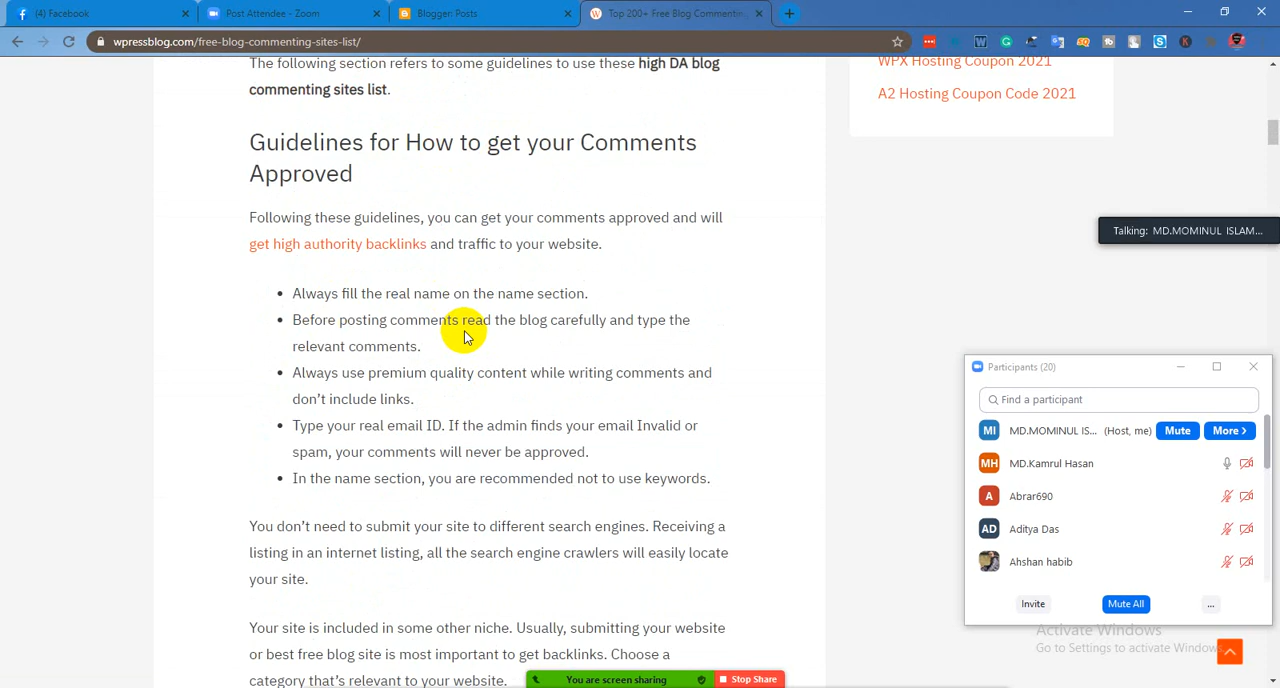 (4) Facebook
Post Attendee - Zoom
Blogger: Posts
Top 200+ Free Blog Commenting
wpressblog.com/free-blog-commenting-sites-list/
The following section refers to some guidelines to use these high DA blog
commenting sites list.
Guidelines for How to get your Comments
Approved
Following these guidelines, you can get your comments approved and will
get high authority backlinks and traffic to your website.
• Always fill the real name on the name section.
• Before posting comments read the blog carefully and type the
relevant comments.
• Always use premium quality content while writing comments and
don’t include links.
• Type your real email ID. If the admin finds your email Invalid or
spam, your comments will never be approved.
• In the name section, you are recommended not to use keywords.
You don’t need to submit your site to different search engines. Receiving a
listing in an internet listing, all the search engine crawlers will easily locate
your site.
Your site is included in some other niche. Usually, submitting your website
or best free blog site is most important to get backlinks. Choose a
category that’s relevant to your website.
WPX Hosting Coupon 2021
A2 Hosting Coupon Code 2021
Talking: MD.MOMINUL ISLAM...
Participants (20)
Find a participant
MI MD.MOMINUL IS... (Host, me) Mute More >
MH MD.Kamrul Hasan
A Abrar690
AD Aditya Das
Ahshan habib
Invite Mute All ...
Activate Windows
Go to Settings to activate Windows.
You are screen sharing Stop Share